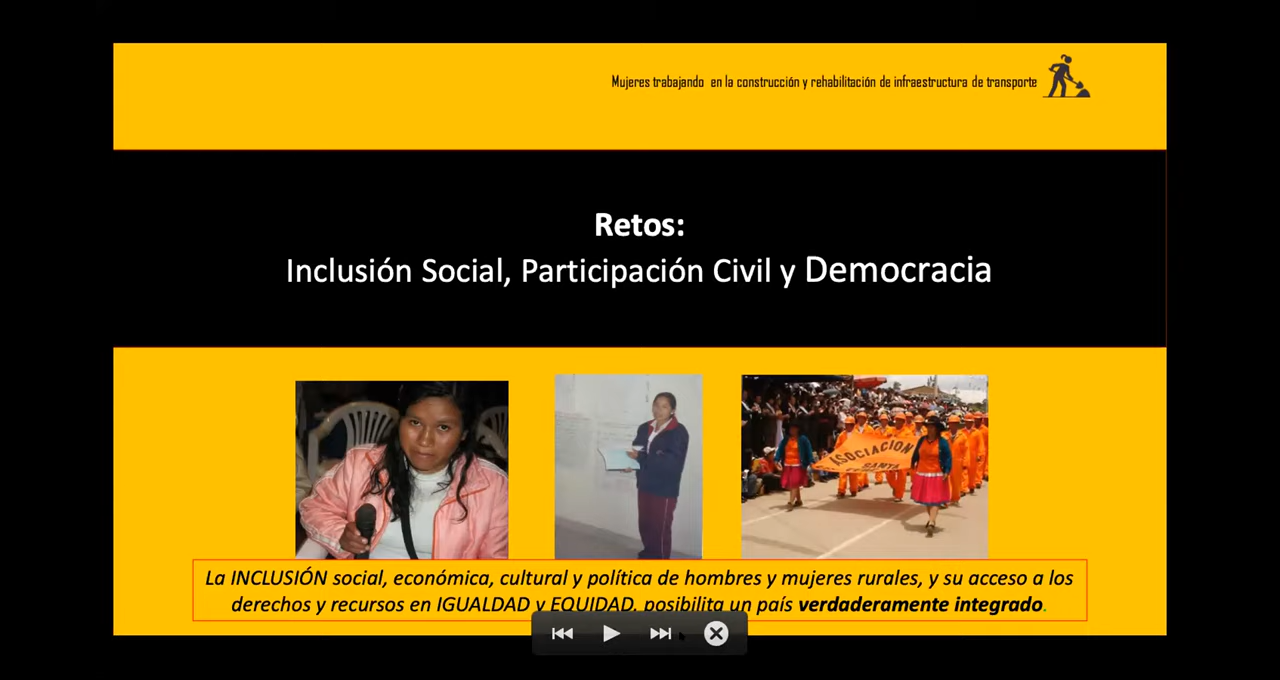 Mujeres trabajando en la construcción y rehabilitación de infraestructura de transporte
Retos:
Inclusión Social, Participación Civil y Democracia
ASOCIACION
SANTA
La INCLUSIÓN social, económica, cultural y política de hombres y mujeres rurales, y su acceso a los
derechos y recursos en IGUALDAD y EQUIDAD, posibilita un país verdaderamente integrado.